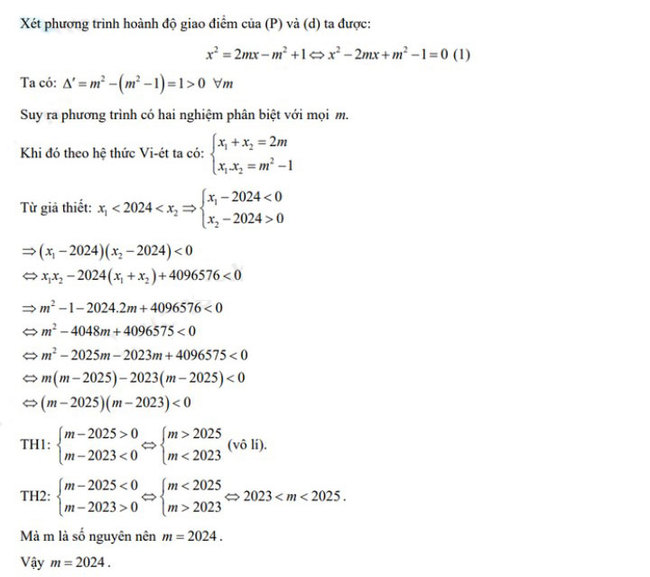 Xét phương trình hoành độ giao điểm của (P) và (d) ta được:
x² = 2mx − m² + 1 ⇔ x² − 2mx + m² − 1 = 0 (1)
Ta có: Δ' = m² − (m² − 1) = 1 > 0 ∀m
Suy ra phương trình có hai nghiệm phân biệt với mọi m.
Khi đó theo hệ thức Vi-ét ta có: { x₁ + x₂ = 2m
x₁.x₂ = m² − 1
Từ giả thiết: x₁ < 2024 < x₂ ⇒ { x₁ − 2024 < 0
x₂ − 2024 > 0
⇒ (x₁ − 2024)(x₂ − 2024) < 0
⇔ x₁x₂ − 2024(x₁ + x₂) + 4096576 < 0
⇒ m² − 1 − 2024.2m + 4096576 < 0
⇔ m² − 4048m + 4096575 < 0
⇔ m² − 2025m − 2023m + 4096575 < 0
⇔ m(m − 2025) − 2023(m − 2025) < 0
⇔ (m − 2025)(m − 2023) < 0
TH1: { m − 2025 > 0 ⇔ { m > 2025
m − 2023 < 0 m < 2023 (vô lí).
TH2: { m − 2025 < 0 ⇔ { m < 2025
m − 2023 > 0 m > 2023 ⇔ 2023 < m < 2025.
Mà m là số nguyên nên m = 2024.
Vậy m = 2024.